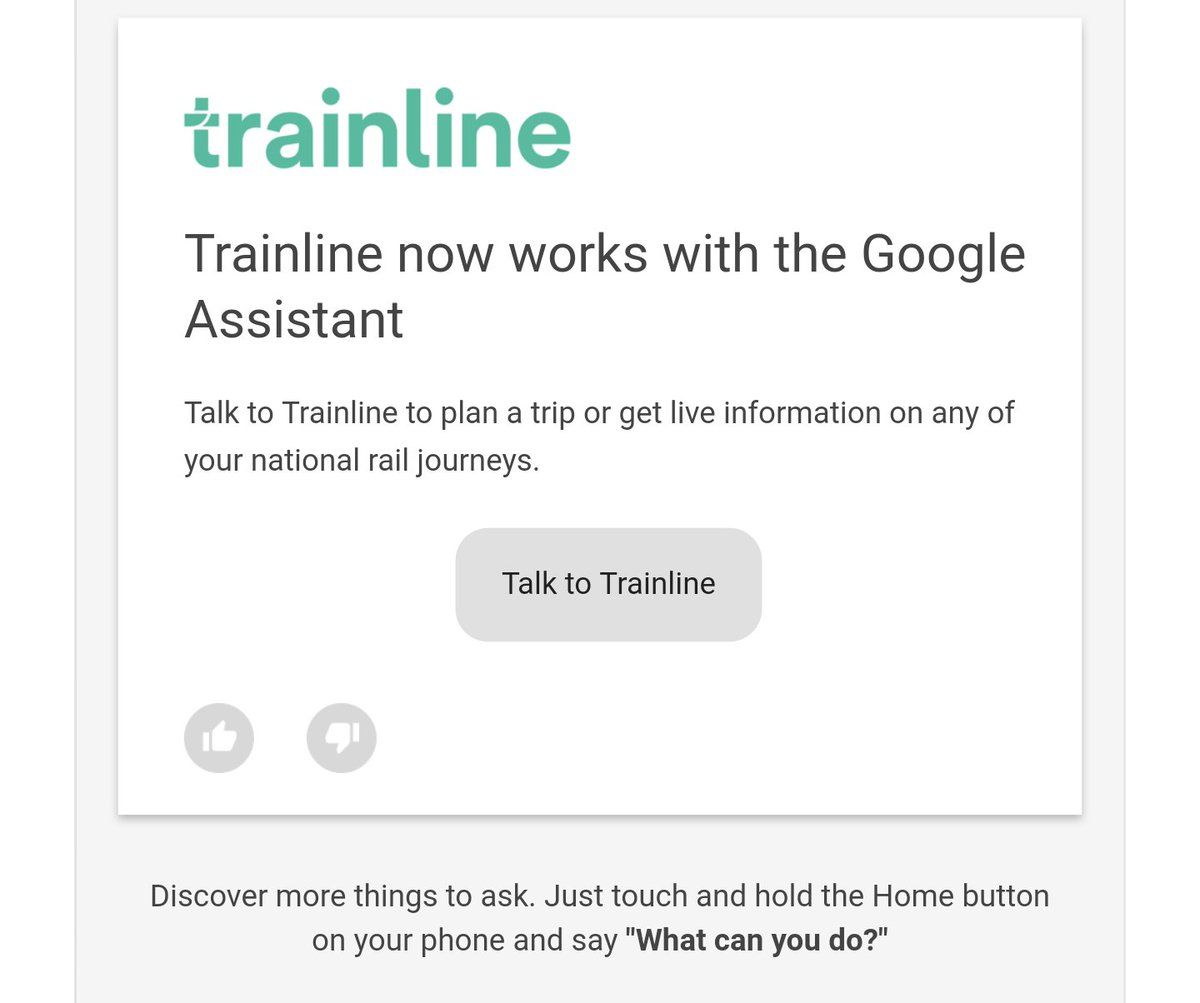 trainline
Trainline now works with the Google
Assistant
Talk to Trainline to plan a trip or get live information on any of
your national rail journeys.
Talk to Trainline
Discover more things to ask. Just touch and hold the Home button
on your phone and say "What can you do?"